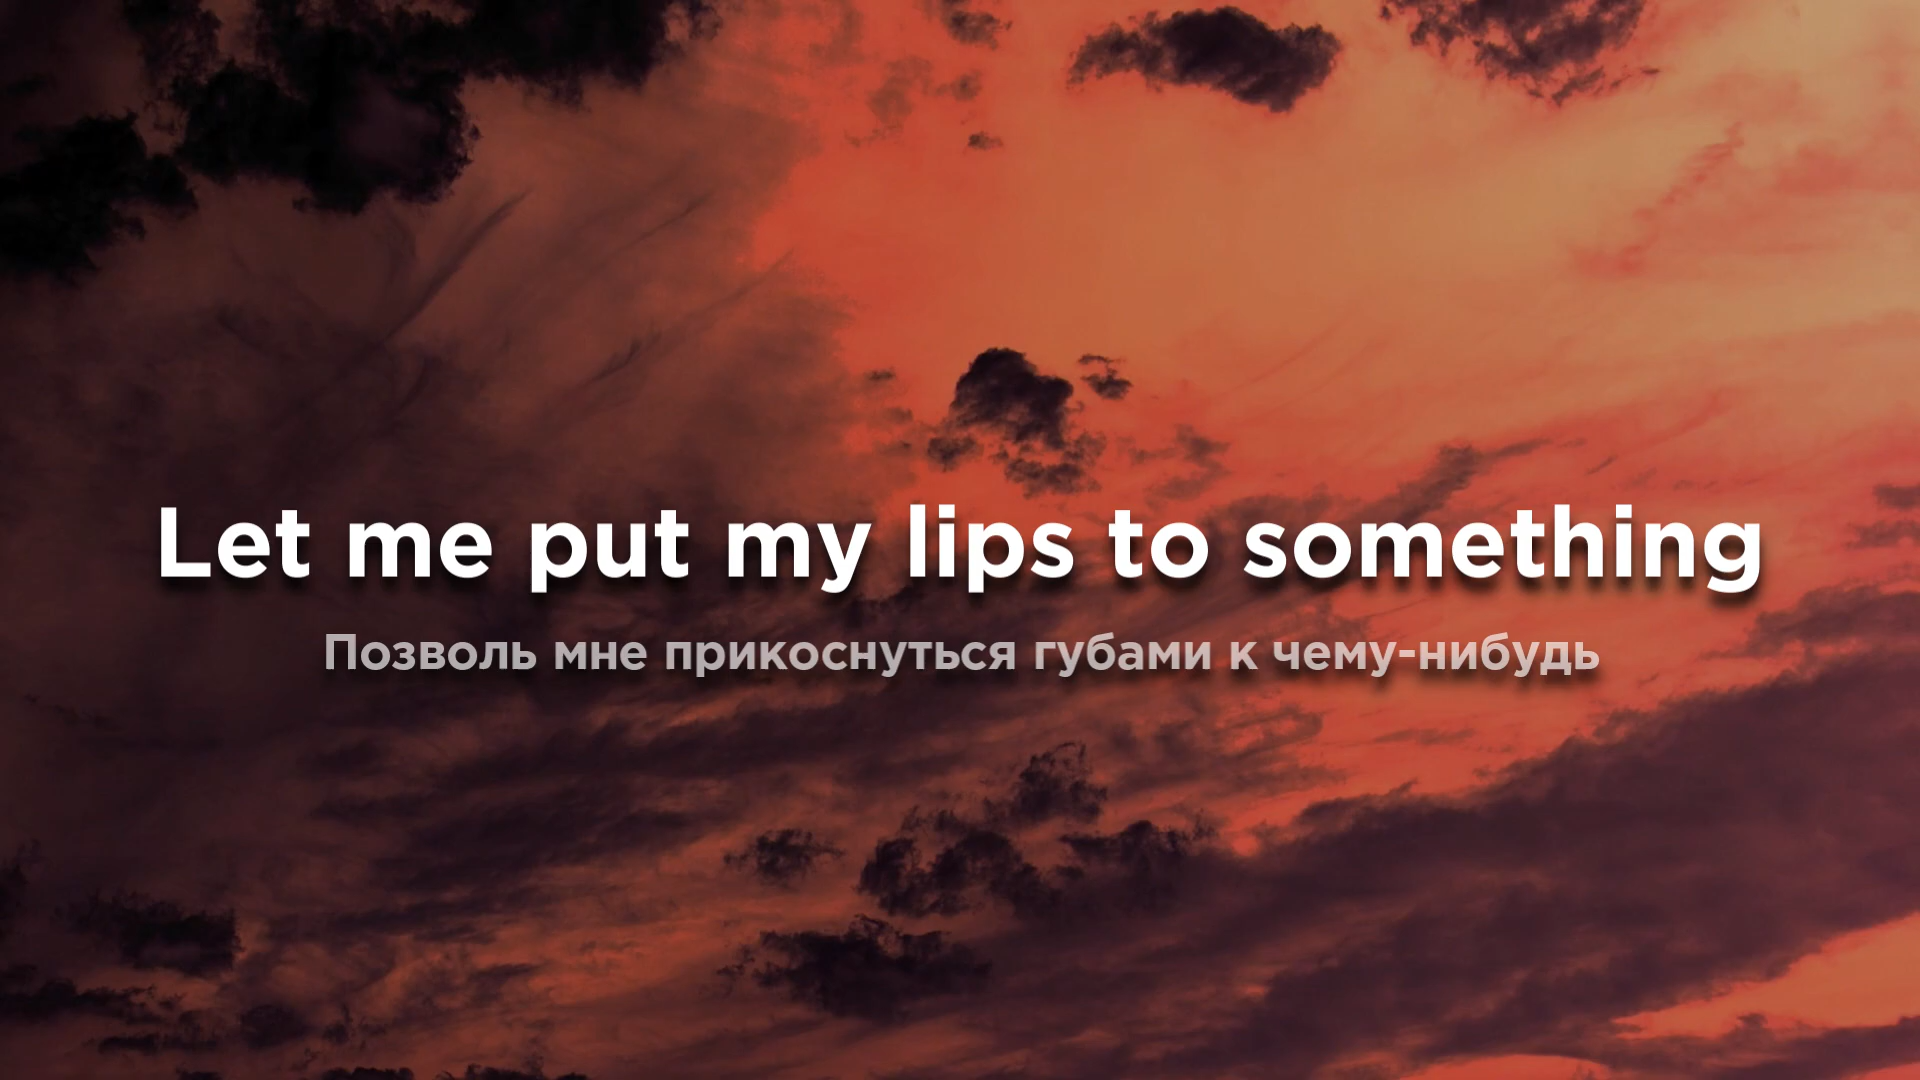 Let me put my lips to something
Позволь мне прикоснуться губами к чему-нибудь